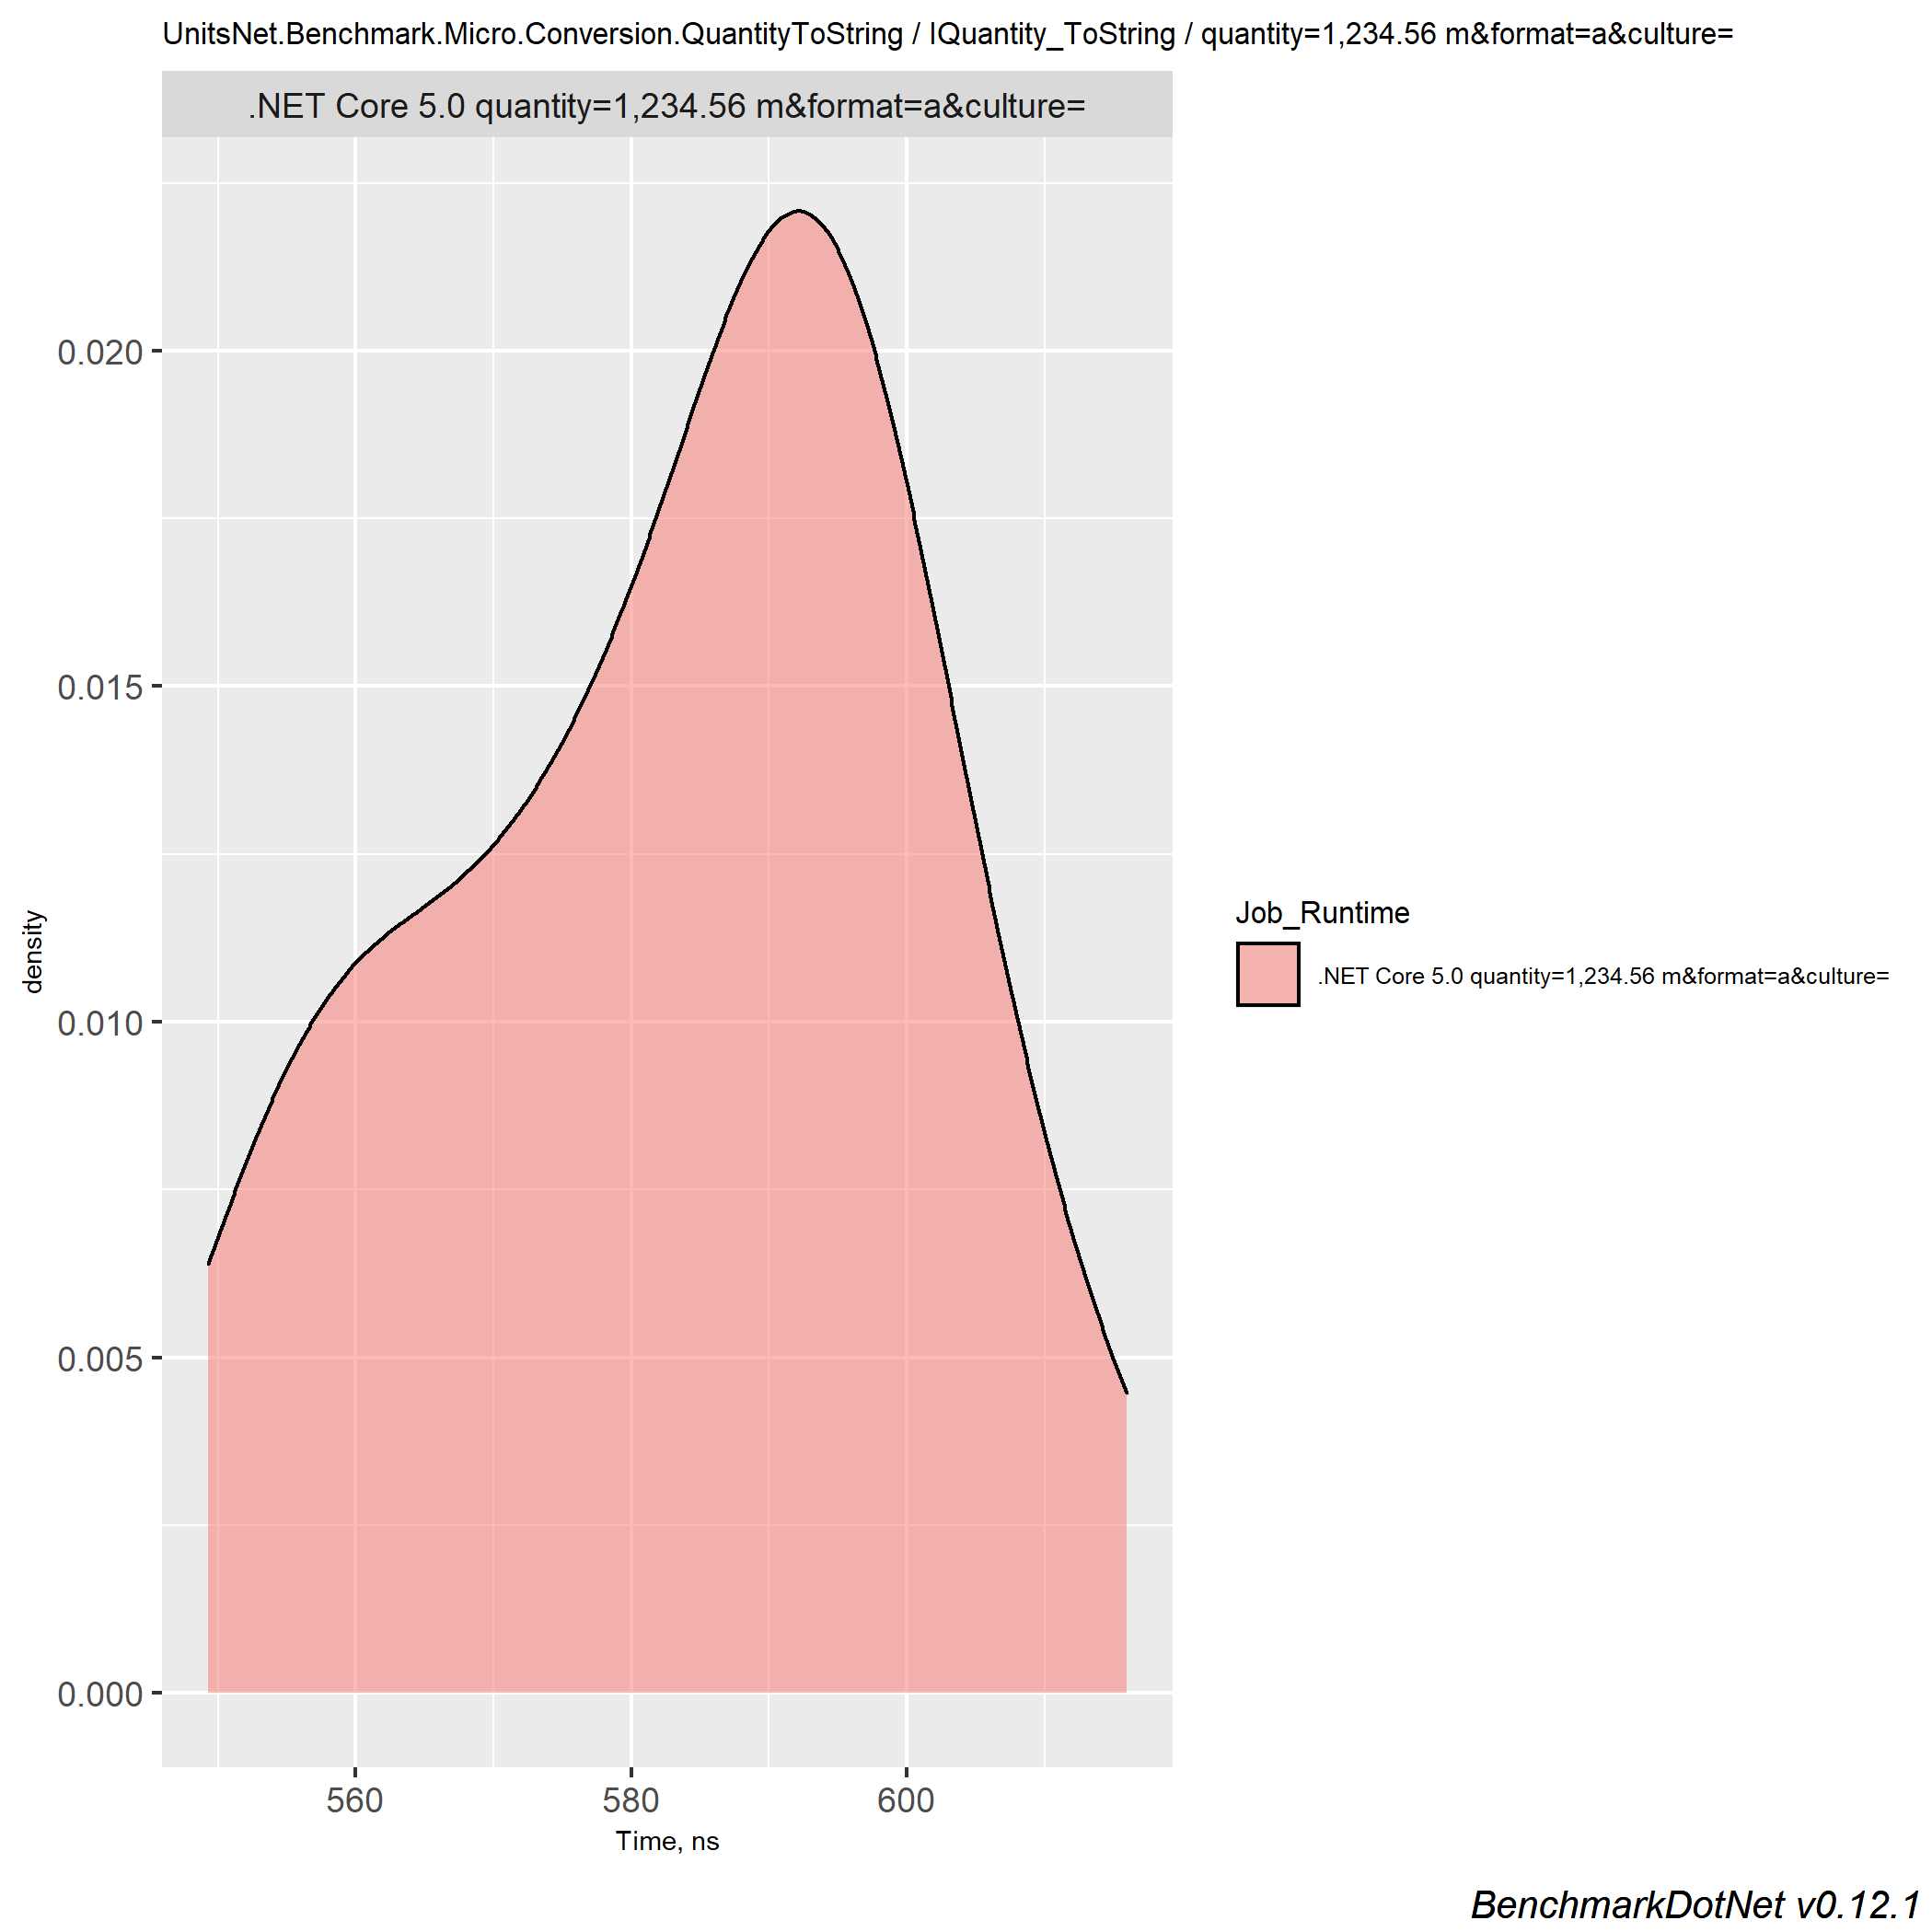 UnitsNet.Benchmark.Micro.Conversion.QuantityToString / IQuantity_ToString / quantity=1,234.56 m&format=a&culture=
.NET Core 5.0 quantity=1,234.56 m&format=a&culture=
0.020
0.015
0.010
0.005
0.000
density
560
580
600
Time, ns
Job_Runtime
.NET Core 5.0 quantity=1,234.56 m&format=a&culture=
BenchmarkDotNet v0.12.1